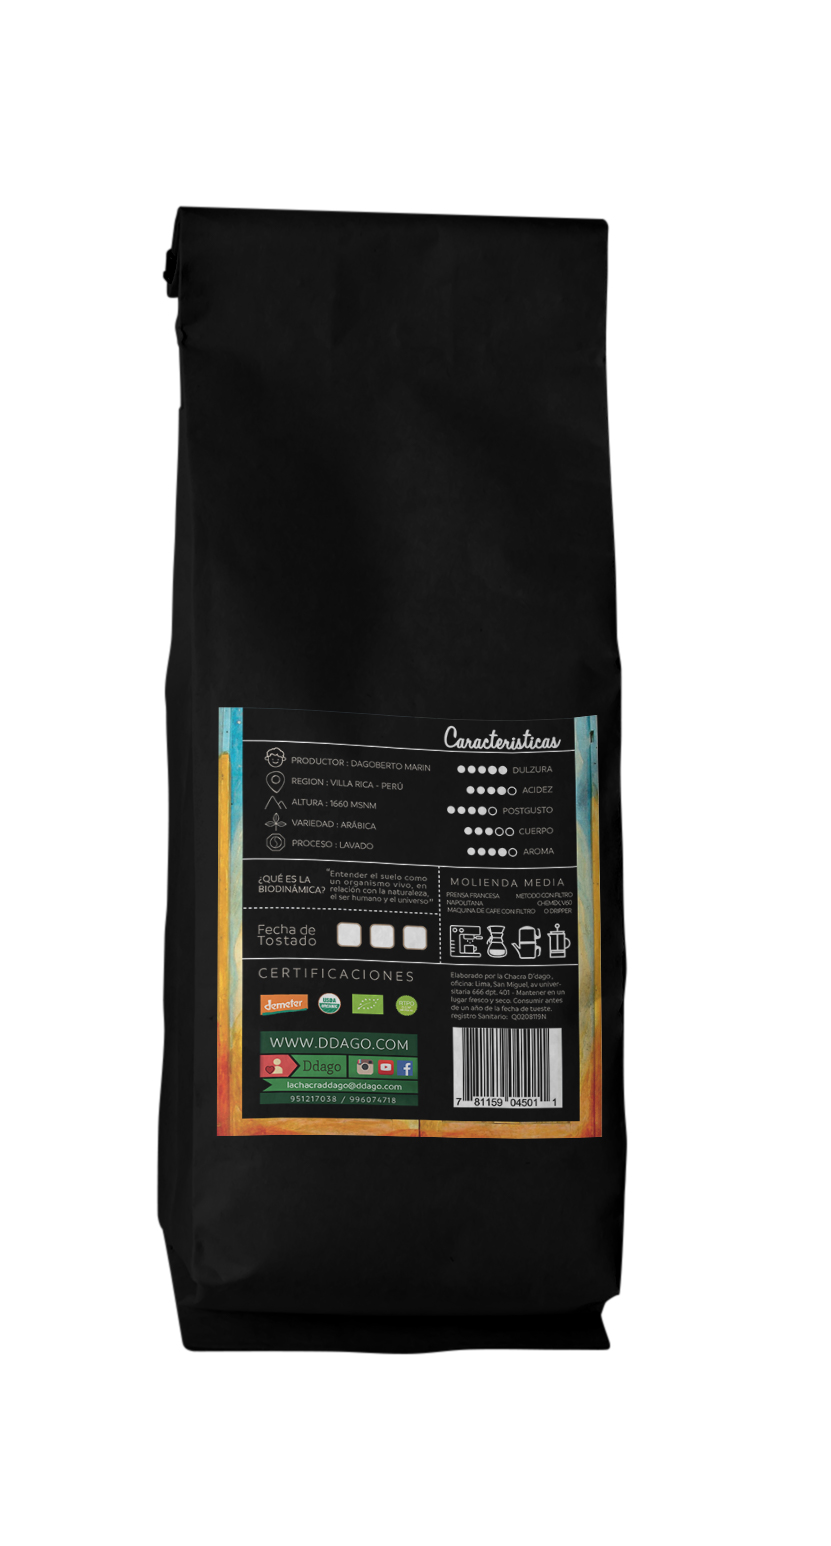 Caracteristicas
PRODUCTOR : DAGOBERTO MARIN
REGION : VILLA RICA - PERÚ
ALTURA : 1660 MSNM
VARIEDAD : ARÁBICA
PROCESO : LAVADO
DULZURA
ACIDEZ
POSTGUSTO
CUERPO
AROMA
¿QUÉ ES LA
BIODINÁMICA?
"Entender el suelo como
un organismo vivo, en
relación con la naturaleza,
el ser humano y el universo"
MOLIENDA MEDIA
PRENSA FRANCESA
NAPOLITANA
MAQUINA DE CAFE CON FILTRO
METODO CON FILTRO
CHEMEX, V60
O DRIPPER
Fecha de
Tostado
CERTIFICACIONES
demeter
USDA
ORGANIC
WWW.DDAGO.COM
Ddago
lachacraddago@ddago.com
951217038 / 996074718
Elaborado por la Chacra D'dago,
oficina: Lima, San Miguel, av univer-
sitaria 666 dpt. 401 - Mantener en un
lugar fresco y seco. Consumir antes
de un año de la fecha de tueste.
registro Sanitario: Q0208119N
7 81159 04501 1